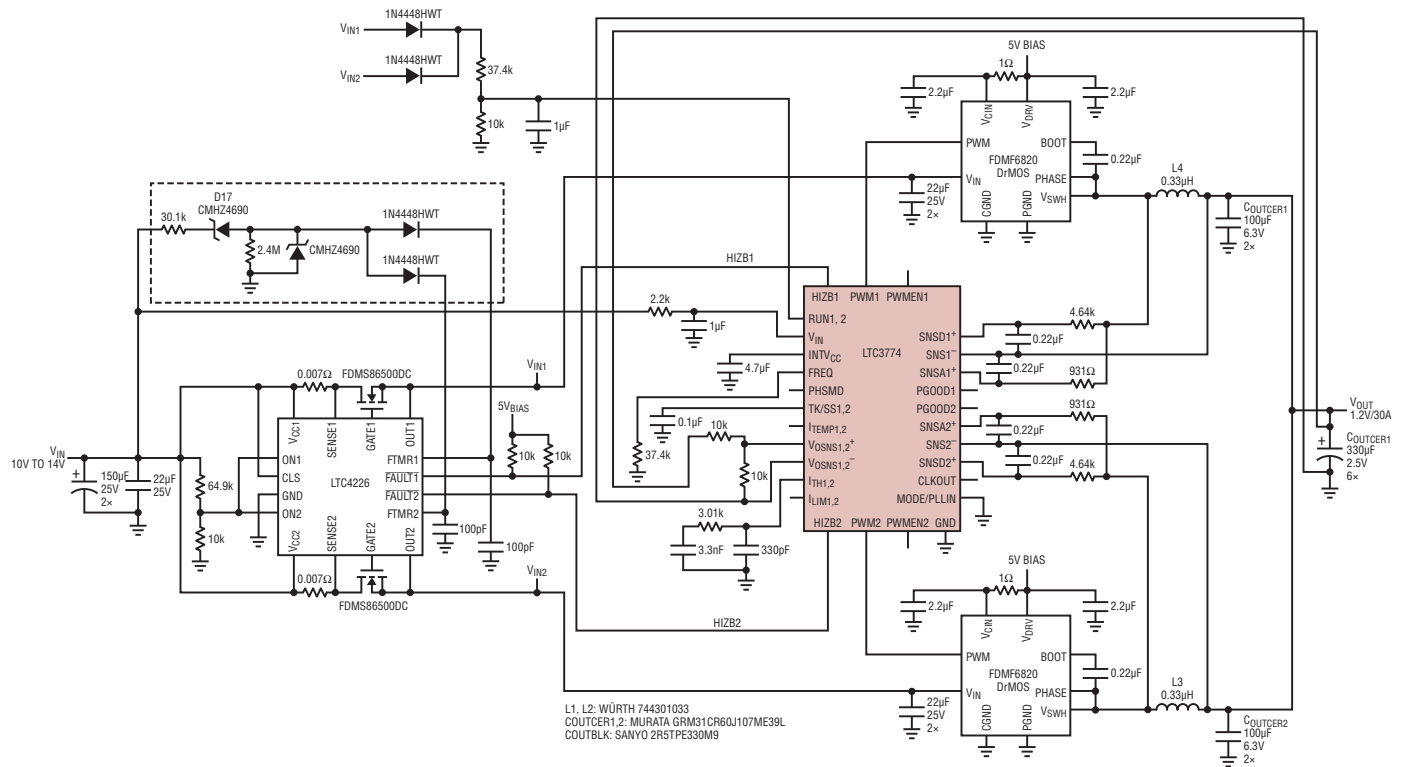 1N4448HWT
VIN1
1N4448HWT
VIN2
37.4k
10k
1µF
D17
CMHZ4690
30.1k
2.4M
CMHZ4690
1N4448HWT
1N4448HWT
HIZB1
2.2k
1µF
4.7µF
0.1µF
37.4k
10k
10k
3.01k
3.3nF
330pF
HIZB2
VIN
10V TO 14V
150µF
25V
2×
22µF
25V
64.9k
10k
0.007Ω
FDMS86500DC
VIN1
5VBIAS
10k
10k
VCC1
SENSE1
GATE1
OUT1
ON1
CLS
GND
ON2
LTC4226
FTMR1
FAULT1
FAULT2
FTMR2
VCC2
SENSE2
GATE2
OUT2
100pF
100pF
0.007Ω
FDMS86500DC
VIN2
HIZB1 PWM1 PWMEN1
RUN1, 2
VIN
INTVCC
FREQ
PHSMD
TK/SS1,2
ITEMP1,2
VOSNS1,2+
VOSNS1,2–
ITH1,2
ILIM1,2
HIZB2 PWM2 PWMEN2 GND
LTC3774
SNSD1+
SNS1–
SNSA1+
PGOOD1
PGOOD2
SNSA2+
SNS2–
SNSD2+
CLKOUT
MODE/PLLIN
4.64k
0.22µF
0.22µF
931Ω
931Ω
0.22µF
0.22µF
4.64k
5V BIAS
1Ω
2.2µF
2.2µF
VCIN
VDRV
PWM
BOOT
FDMF6820
DrMOS
VIN
PHASE
VSWH
CGND
PGND
0.22µF
22µF
25V
2×
L4
0.33µH
COUTCER1
100µF
6.3V
2×
VOUT
1.2V/30A
COUTCER1
330µF
2.5V
6×
5V BIAS
1Ω
2.2µF
2.2µF
VCIN
VDRV
PWM
BOOT
FDMF6820
DrMOS
VIN
PHASE
VSWH
CGND
PGND
0.22µF
22µF
25V
2×
L3
0.33µH
COUTCER2
100µF
6.3V
2×
L1, L2: WÜRTH 744301033
COUTCER1,2: MURATA GRM31CR60J107ME39L
COUTBLK: SANYO 2R5TPE330M9